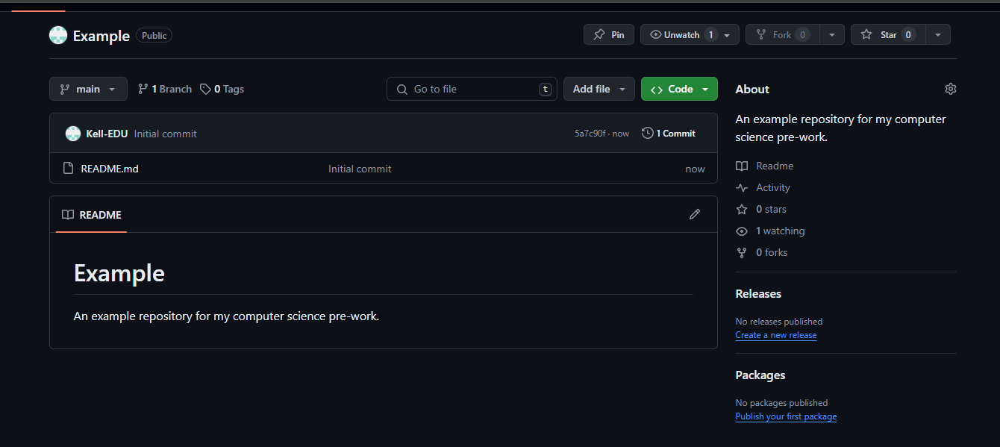 Example Public
Pin Unwatch 1 Fork 0 Star 0
main 1 Branch 0 Tags
Go to file t Add file Code
Kell-EDU Initial commit 5a7c90f · now 1 Commit
README.md Initial commit now
README
Example
An example repository for my computer science pre-work.
About
An example repository for my computer
science pre-work.
Readme
Activity
0 stars
1 watching
0 forks
Releases
No releases published
Create a new release
Packages
No packages published
Publish your first package